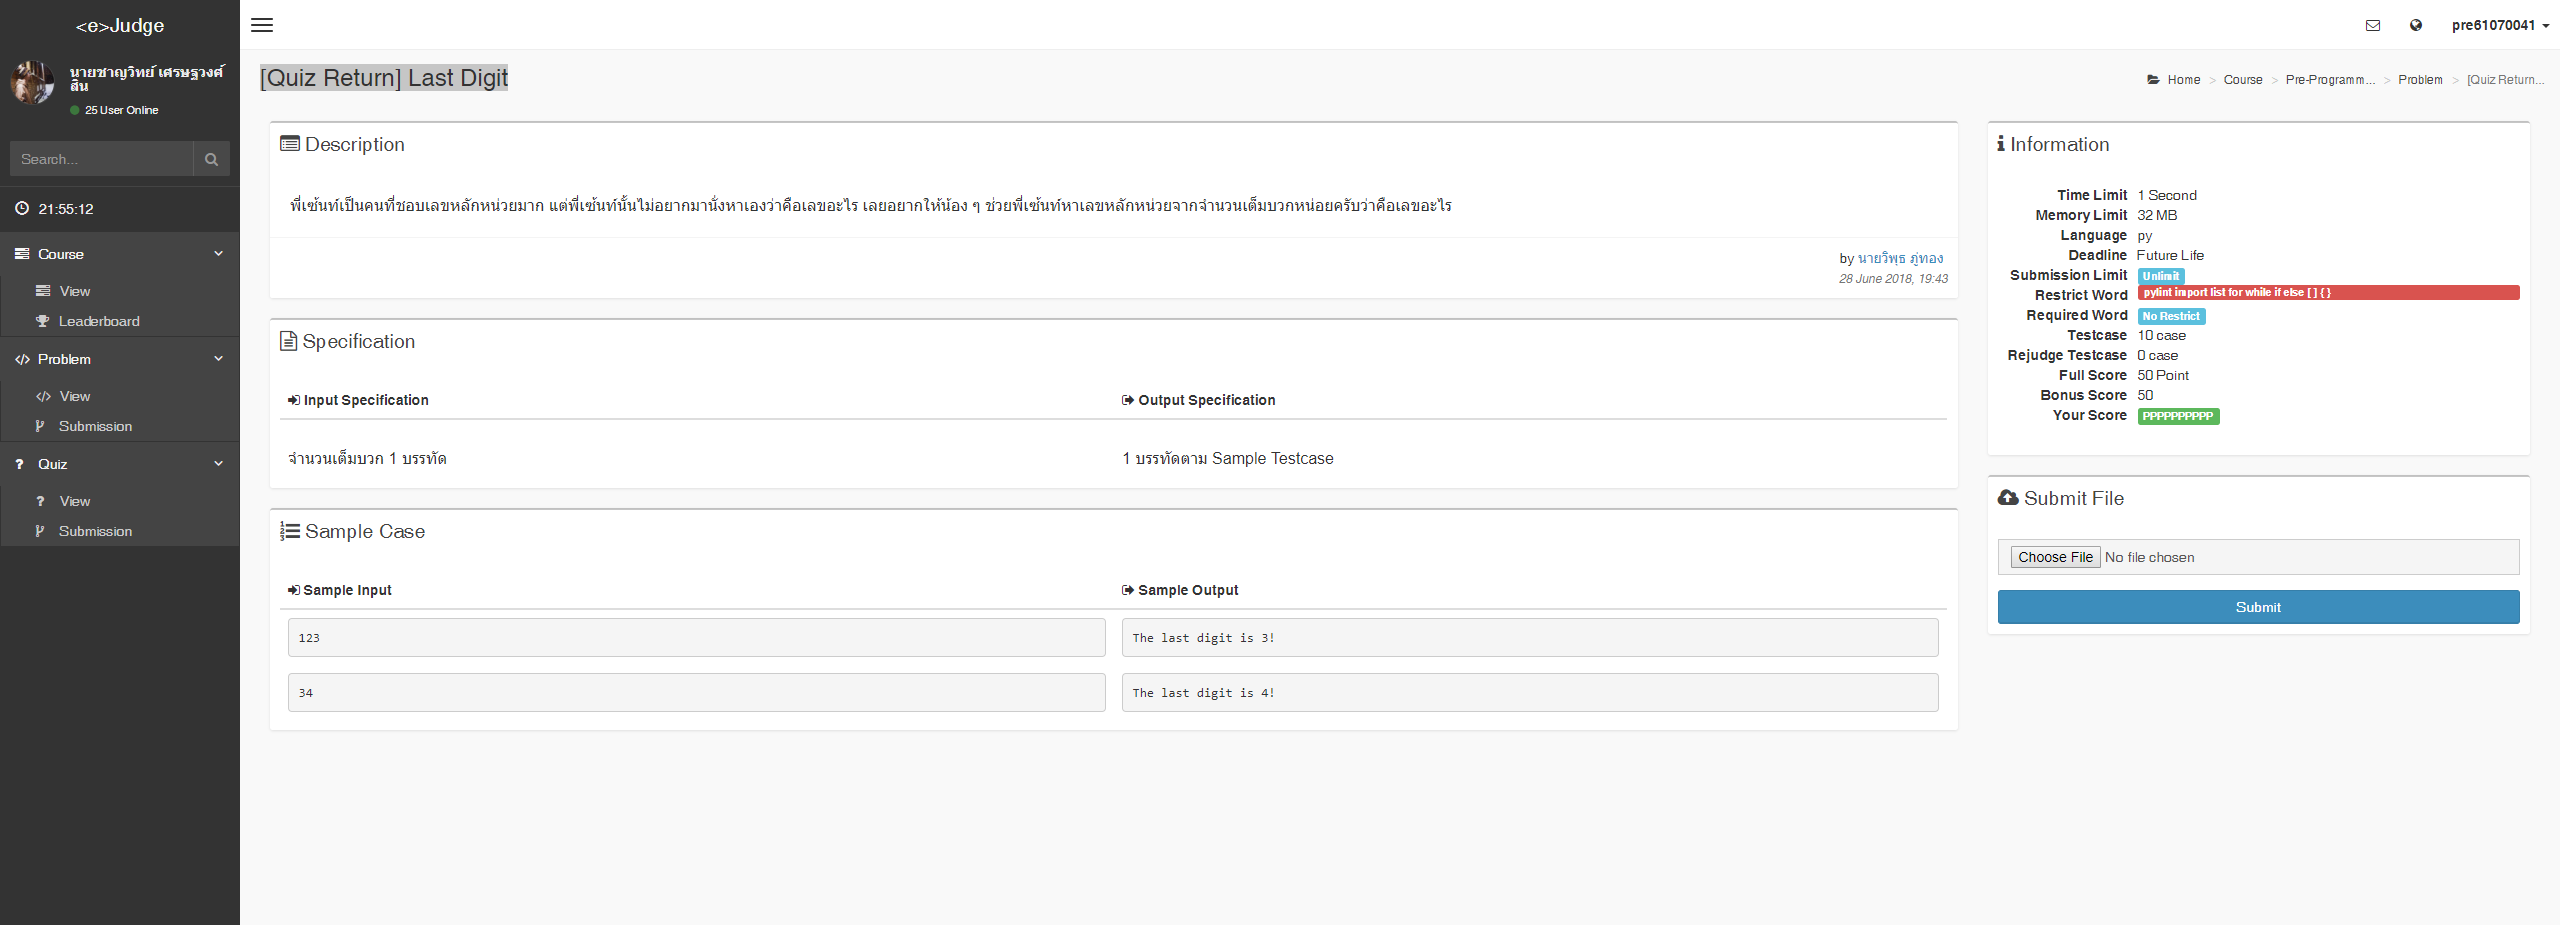 <e>Judge
pre61070041
นายชาญวิทย์ เศรษฐวงศ์
สิน
25 User Online
Search...
21:55:12
Course
View
Leaderboard
Problem
View
Submission
Quiz
View
Submission
[Quiz Return] Last Digit
Home > Course > Pre-Programm... > Problem > [Quiz Return...
Description
พี่เซ้นท์เป็นคนที่ชอบเลขหลักหน่วยมาก แต่พี่เซ้นท์นั้นไม่อยากมานั่งหาเองว่าคือเลขอะไร เลยอยากให้น้อง ๆ ช่วยพี่เซ้นท์หาเลขหลักหน่วยจากจำนวนเต็มบวกหน่อยครับว่าคือเลขอะไร
by นายวิพุธ ภู่ทอง
28 June 2018, 19:43
Specification
Input Specification
Output Specification
จำนวนเต็มบวก 1 บรรทัด
1 บรรทัดตาม Sample Testcase
Sample Case
Sample Input
Sample Output
123
The last digit is 3!
34
The last digit is 4!
Information
Time Limit 1 Second
Memory Limit 32 MB
Language py
Deadline Future Life
Submission Limit Unlimit
Restrict Word pylint import list for while if else [ ] { }
Required Word No Restrict
Testcase 10 case
Rejudge Testcase 0 case
Full Score 50 Point
Bonus Score 50
Your Score PPPPPPPPPP
Submit File
Choose File No file chosen
Submit